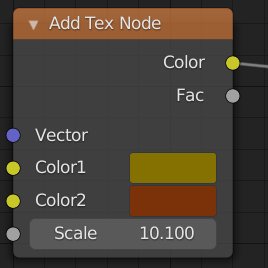 Add Tex Node
Color
Fac
Vector
Color1
Color2
Scale 10.100